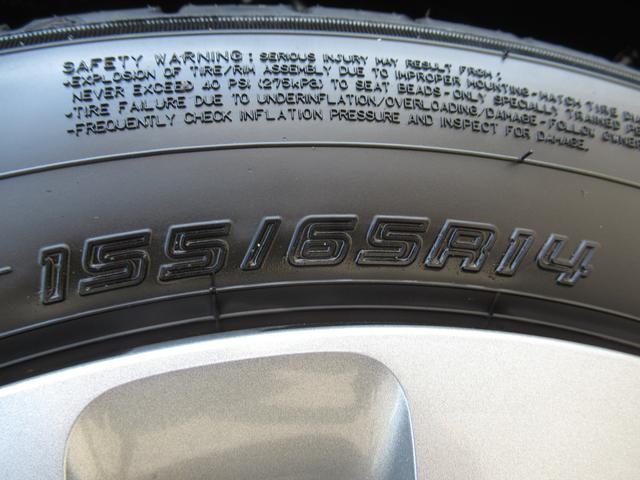 SAFETY WARNING: SERIOUS INJURY MAY RESULT FROM:
•EXPLOSION OF TIRE/RIM ASSEMBLY DUE TO IMPROPER MOUNTING-MATCH TIRE
NEVER EXCEED 40 PSI (275kPa) TO SEAT BEADS-ONLY SPECIALLY TRAINED
•TIRE FAILURE DUE TO UNDERINFLATION/OVERLOADING/DAMAGE-FOLLOW OWNER
-FREQUENTLY CHECK INFLATION PRESSURE AND INSPECT FOR DAMAGE.
155/65R14